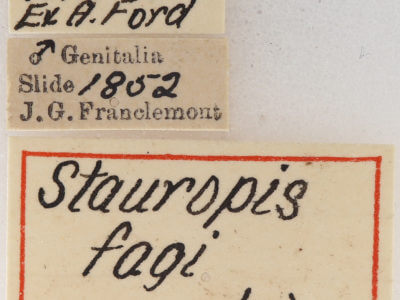 Ex A. Ford
♂ Genitalia
Slide 1852
J. G. Franclemont
Stauropis
fagi